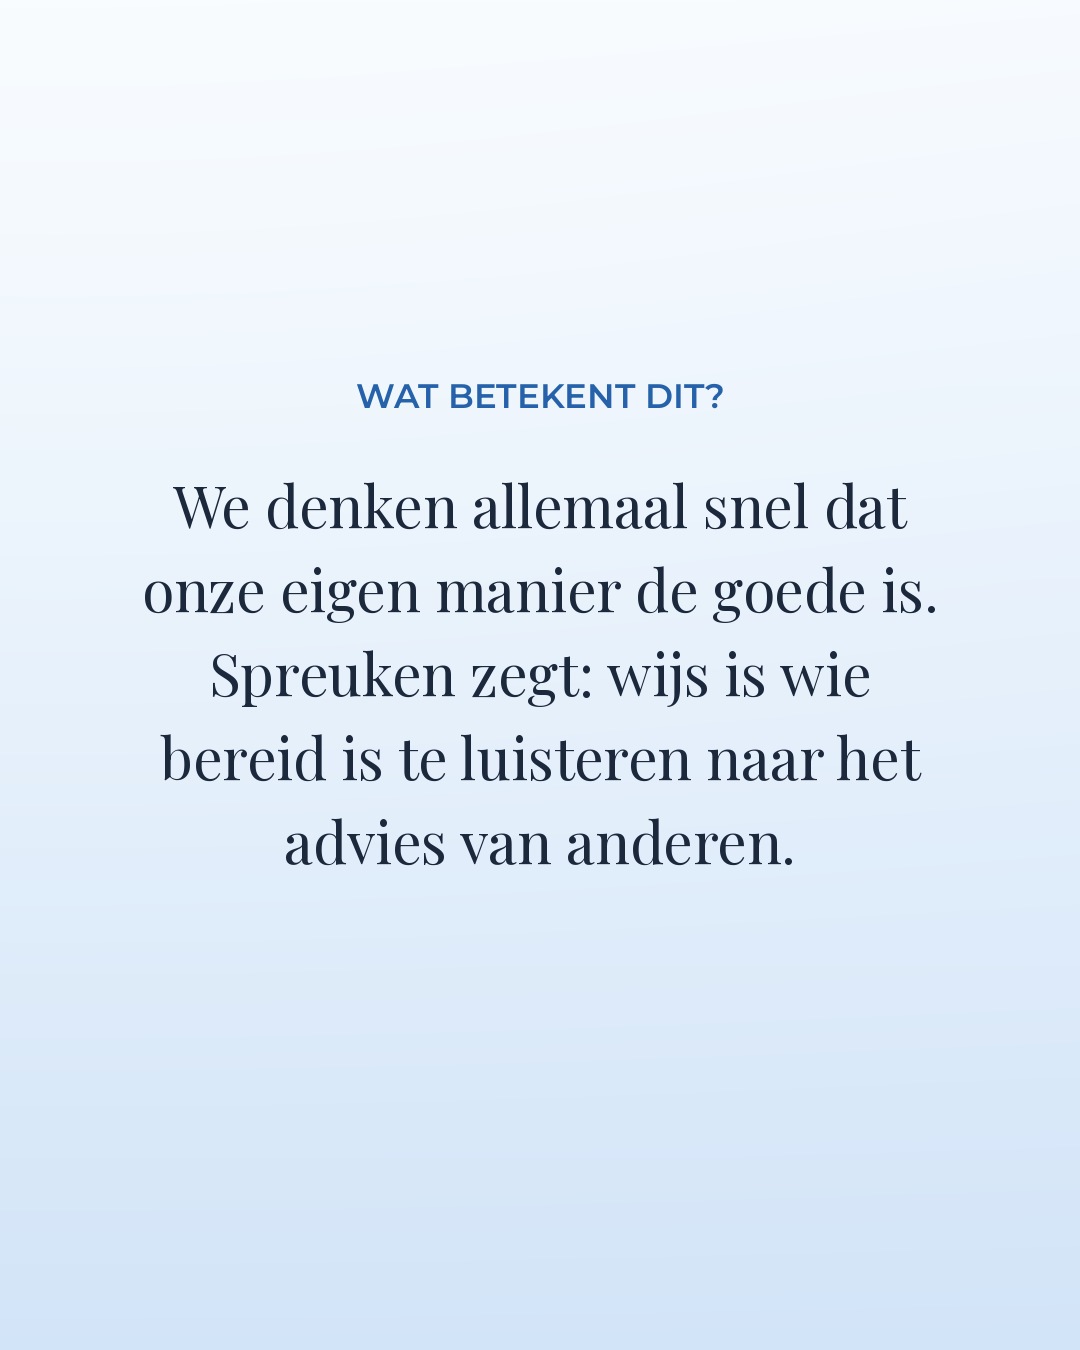 WAT BETEKENT DIT?
We denken allemaal snel dat
onze eigen manier de goede is.
Spreuken zegt: wijs is wie
bereid is te luisteren naar het
advies van anderen.